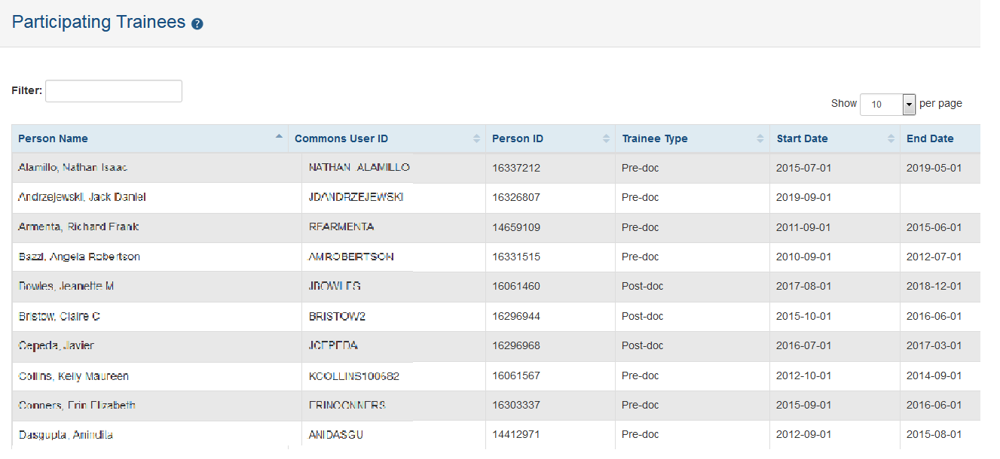 Participating Trainees ?
Filter:
Show 10 per page
Person Name Commons User ID Person ID Trainee Type Start Date End Date
Alamillo, Nathan Isaac NATHAN_ALAMILLO 16337212 Pre-doc 2015-07-01 2019-05-01
Andrzejewski, Jack Daniel JDANDRZEJEWSKI 16326807 Pre-doc 2019-09-01
Armenta, Richard Frank RFARMENTA 14659109 Pre-doc 2011-09-01 2015-06-01
Bazzi, Angela Robertson AMROBERTSON 16331515 Pre-doc 2010-09-01 2012-07-01
Bowles, Jeanette M JBOWLES 16061460 Post-doc 2017-08-01 2018-12-01
Bristow, Claire C BRISTOW2 16296944 Post-doc 2015-10-01 2016-06-01
Cepeda, Javier JCEPEDA 16296968 Post-doc 2016-07-01 2017-03-01
Collins, Kelly Maureen KCOLLINS100682 16061567 Pre-doc 2012-10-01 2014-09-01
Conners, Erin Elizabeth ERINCONNERS 16303337 Pre-doc 2015-09-01 2016-06-01
Dasgupta, Anindita ANIDASGU 14412971 Pre-doc 2012-09-01 2015-08-01